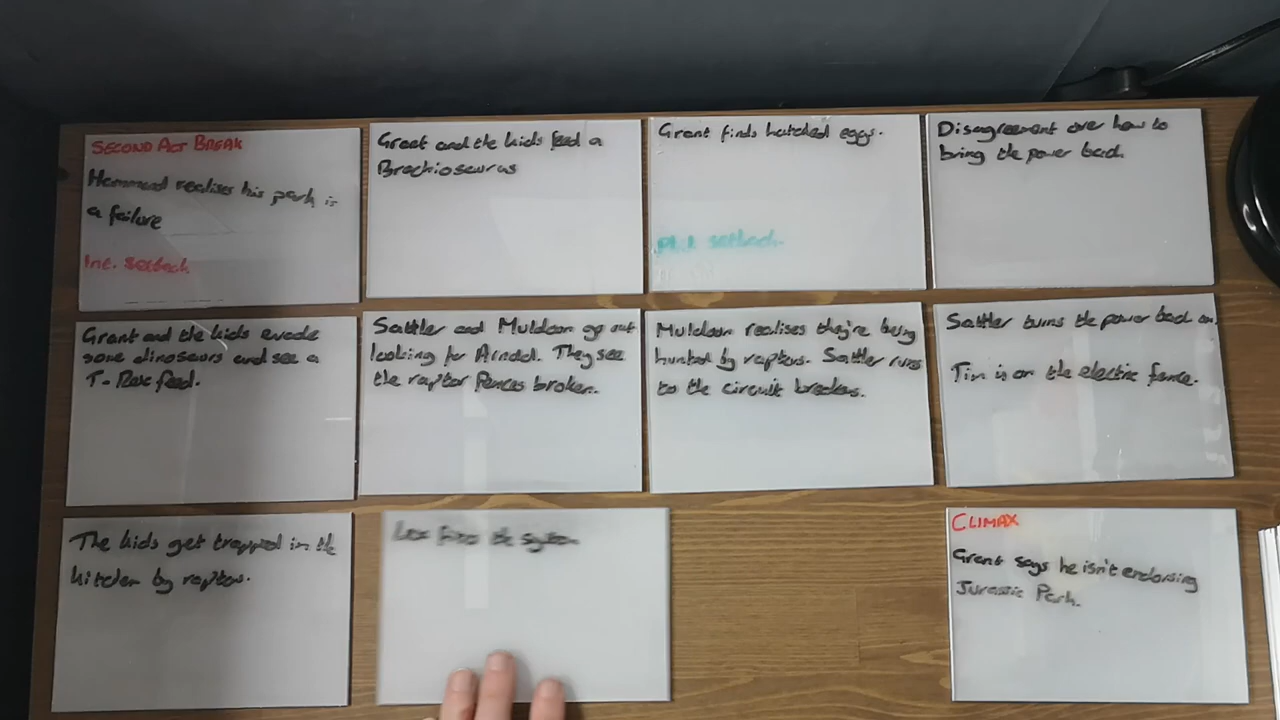 SECOND ACT BREAK
Hammond realises his park is
a failure
Int. setback
Grant and the kids feed a
Brachiosaurus
Grant finds hatched eggs.
setback.
Disagreement over how to
bring the power back.
Grant and the kids evade
some dinosaurs and see a
T-Rex feed.
Sattler and Muldoon go out
looking for Arnold. They see
the raptor fences broken.
Muldoon realises they're being
hunted by raptors. Sattler runs
to the circuit breakers.
Sattler turns the power back on.
Tim is on the electric fence.
The kids get trapped in the
kitchen by raptors.
Lex fixes the system
CLIMAX
Grant says he isn't endorsing
Jurassic Park.